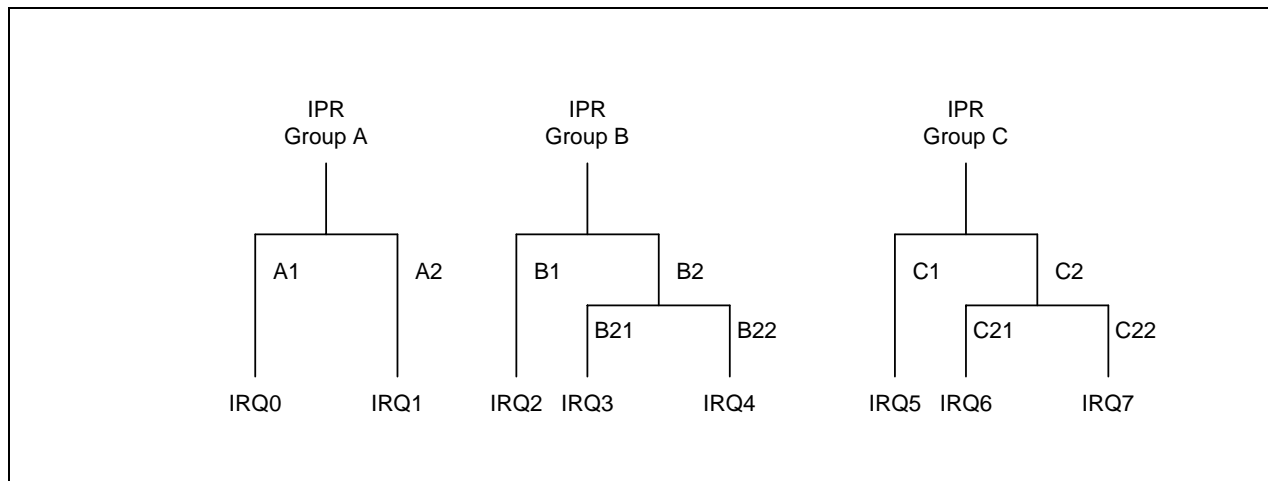 IPR
Group A
IPR
Group B
IPR
Group C
A1
A2
B1
B2
C1
C2
B21
B22
C21
C22
IRQ0
IRQ1
IRQ2
IRQ3
IRQ4
IRQ5
IRQ6
IRQ7